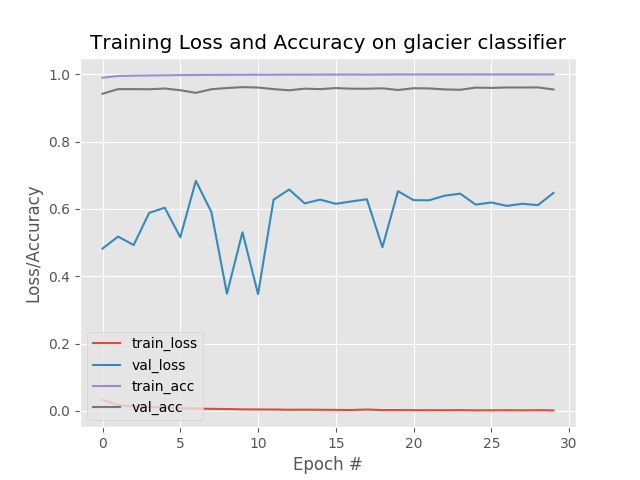 Training Loss and Accuracy on glacier classifier
1.0
0.8
0.6
0.4
0.2
0.0
Loss/Accuracy
train_loss
val_loss
train_acc
val_acc
0 5 10 15 20 25 30
Epoch #